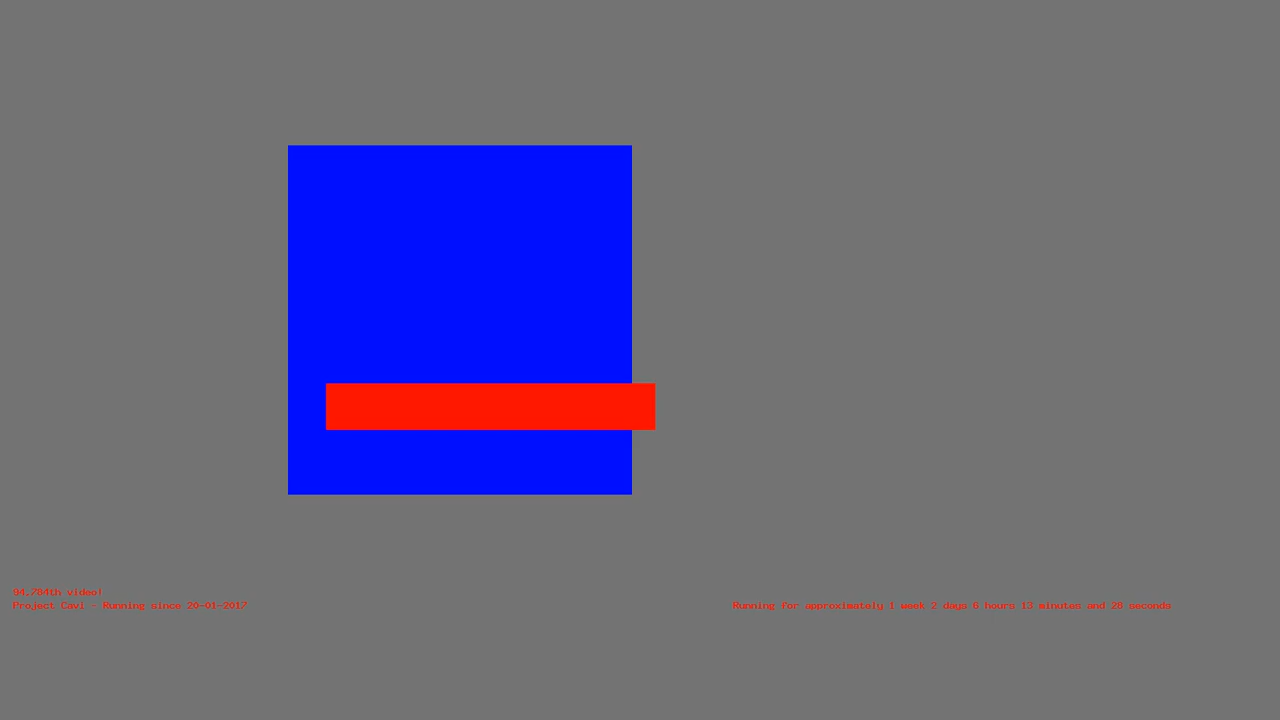 94,784th video!
Project Cavi - Running since 20-01-2017
Running for approximately 1 week 2 days 6 hours 13 minutes and 28 seconds